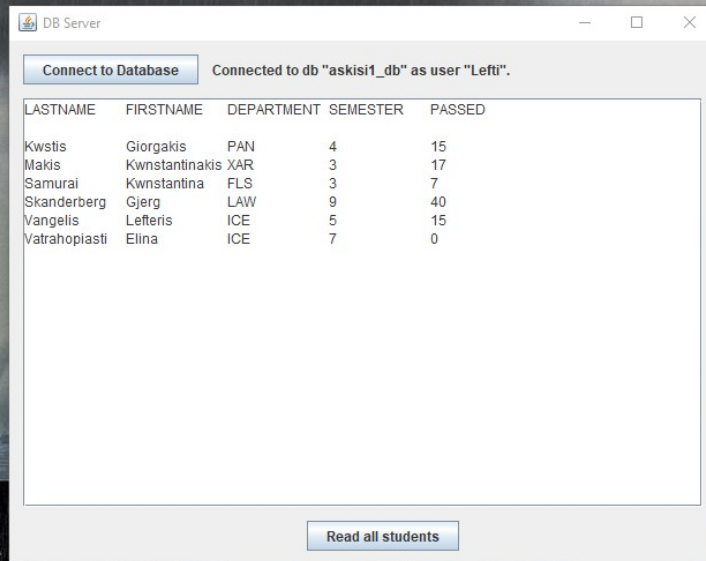 DB Server
Connect to Database Connected to db "askisi1_db" as user "Lefti".
LASTNAME FIRSTNAME DEPARTMENT SEMESTER PASSED
Kwstis Giorgakis PAN 4 15
Makis Kwnstantinakis XAR 3 17
Samurai Kwnstantina FLS 3 7
Skanderberg Gjerg LAW 9 40
Vangelis Lefteris ICE 5 15
Vatrahopiasti Elina ICE 7 0
Read all students